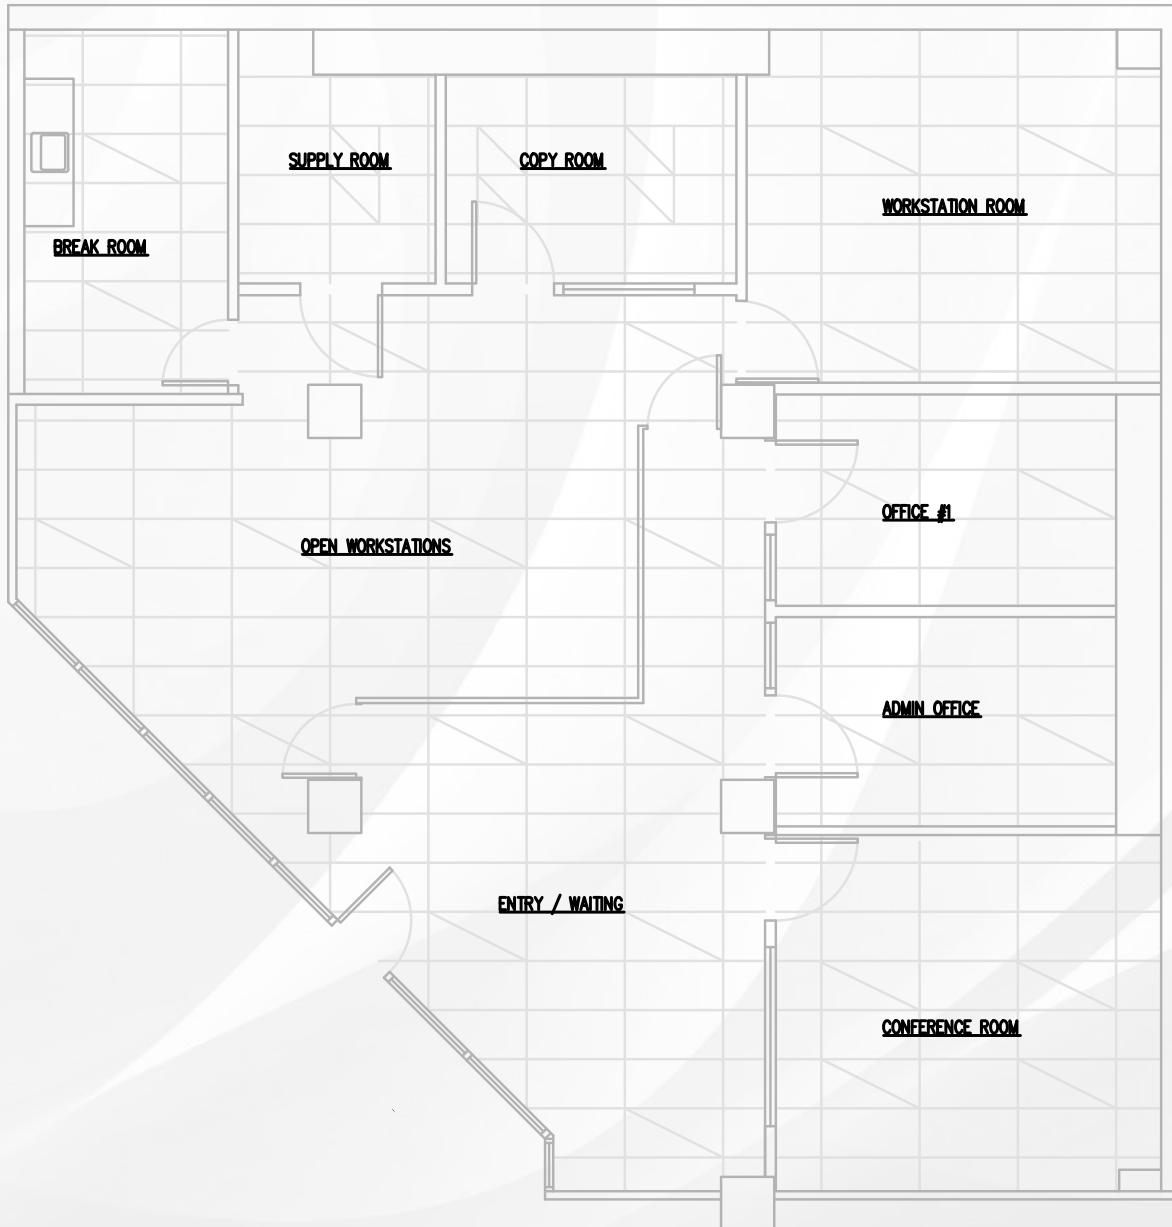 SUPPLY ROOM
COPY ROOM
WORKSTATION ROOM
BREAK ROOM
OFFICE #1
OPEN WORKSTATIONS
ADMIN OFFICE
ENTRY / WAITING
CONFERENCE ROOM